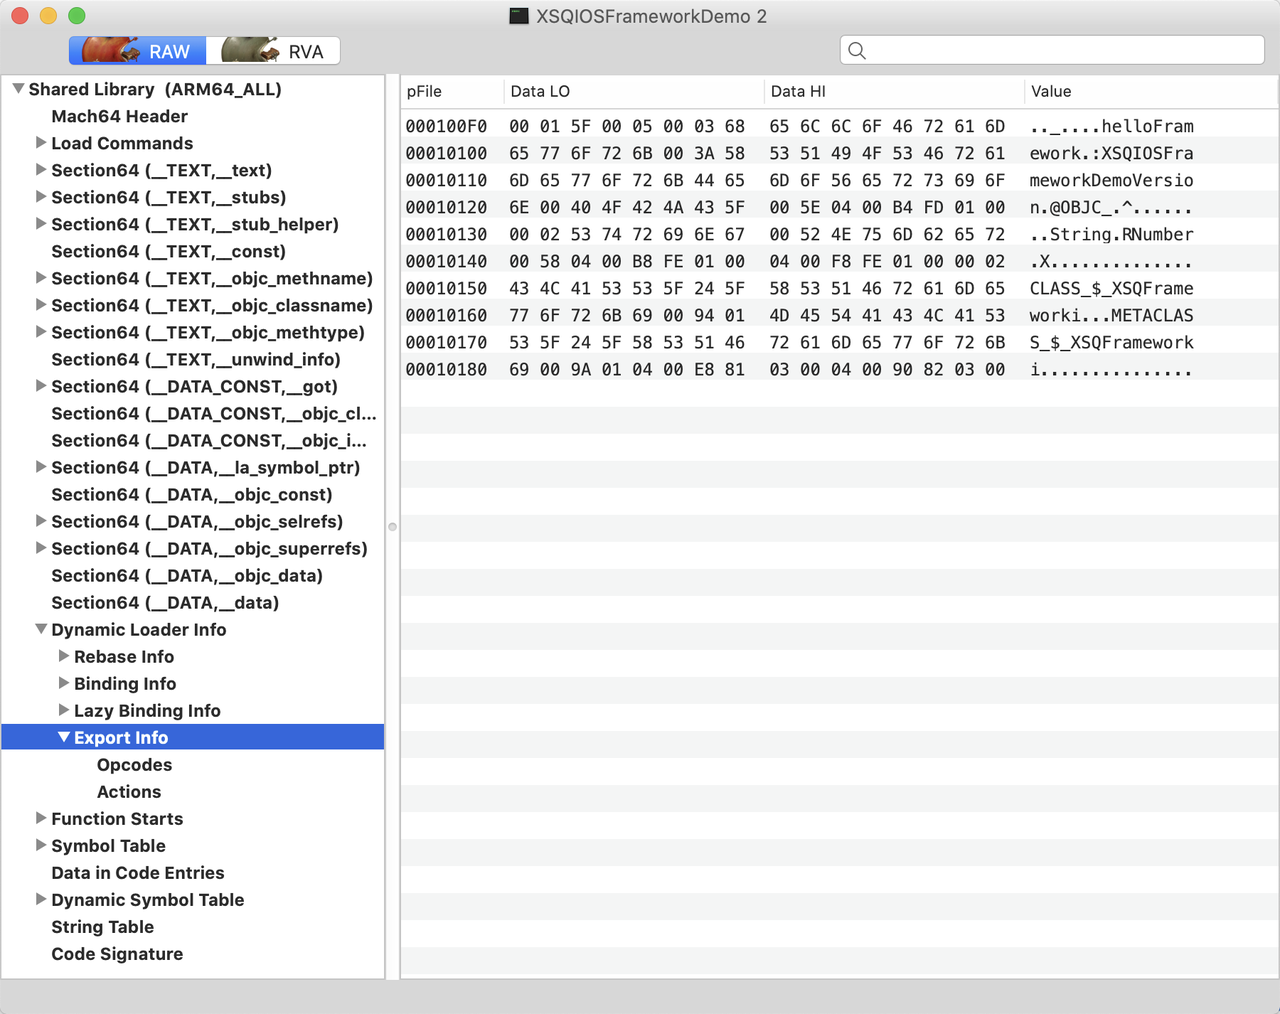 XSQIOSFrameworkDemo 2
RAW RVA
Shared Library (ARM64_ALL)
Mach64 Header
Load Commands
Section64 (__TEXT,__text)
Section64 (__TEXT,__stubs)
Section64 (__TEXT,__stub_helper)
Section64 (__TEXT,__const)
Section64 (__TEXT,__objc_methname)
Section64 (__TEXT,__objc_classname)
Section64 (__TEXT,__objc_methtype)
Section64 (__TEXT,__unwind_info)
Section64 (__DATA_CONST,__got)
Section64 (__DATA_CONST,__objc_cl...
Section64 (__DATA_CONST,__objc_i...
Section64 (__DATA,__la_symbol_ptr)
Section64 (__DATA,__objc_const)
Section64 (__DATA,__objc_selrefs)
Section64 (__DATA,__objc_superrefs)
Section64 (__DATA,__objc_data)
Section64 (__DATA,__data)
Dynamic Loader Info
Rebase Info
Binding Info
Lazy Binding Info
Export Info
Opcodes
Actions
Function Starts
Symbol Table
Data in Code Entries
Dynamic Symbol Table
String Table
Code Signature
pFile Data LO Data HI Value
000100F0 00 01 5F 00 05 00 03 68 65 6C 6C 6F 46 72 61 6D .._....helloFram
00010100 65 77 6F 72 6B 00 3A 58 53 51 49 4F 53 46 72 61 ework.:XSQIOSFra
00010110 6D 65 77 6F 72 6B 44 65 6D 6F 56 65 72 73 69 6F meworkDemoVersio
00010120 6E 00 40 4F 42 4A 43 5F 00 5E 04 00 B4 FD 01 00 n.@OBJC_.^......
00010130 00 02 53 74 72 69 6E 67 00 52 4E 75 6D 62 65 72 ..String.RNumber
00010140 00 58 04 00 B8 FE 01 00 04 00 F8 FE 01 00 00 02 .X..............
00010150 43 4C 41 53 53 5F 24 5F 58 53 51 46 72 61 6D 65 CLASS_$_XSQFrame
00010160 77 6F 72 6B 69 00 94 01 4D 45 54 41 43 4C 41 53 worki...METACLAS
00010170 53 5F 24 5F 58 53 51 46 72 61 6D 65 77 6F 72 6B S_$_XSQFramework
00010180 69 00 9A 01 04 00 E8 81 03 00 04 00 90 82 03 00 i...............